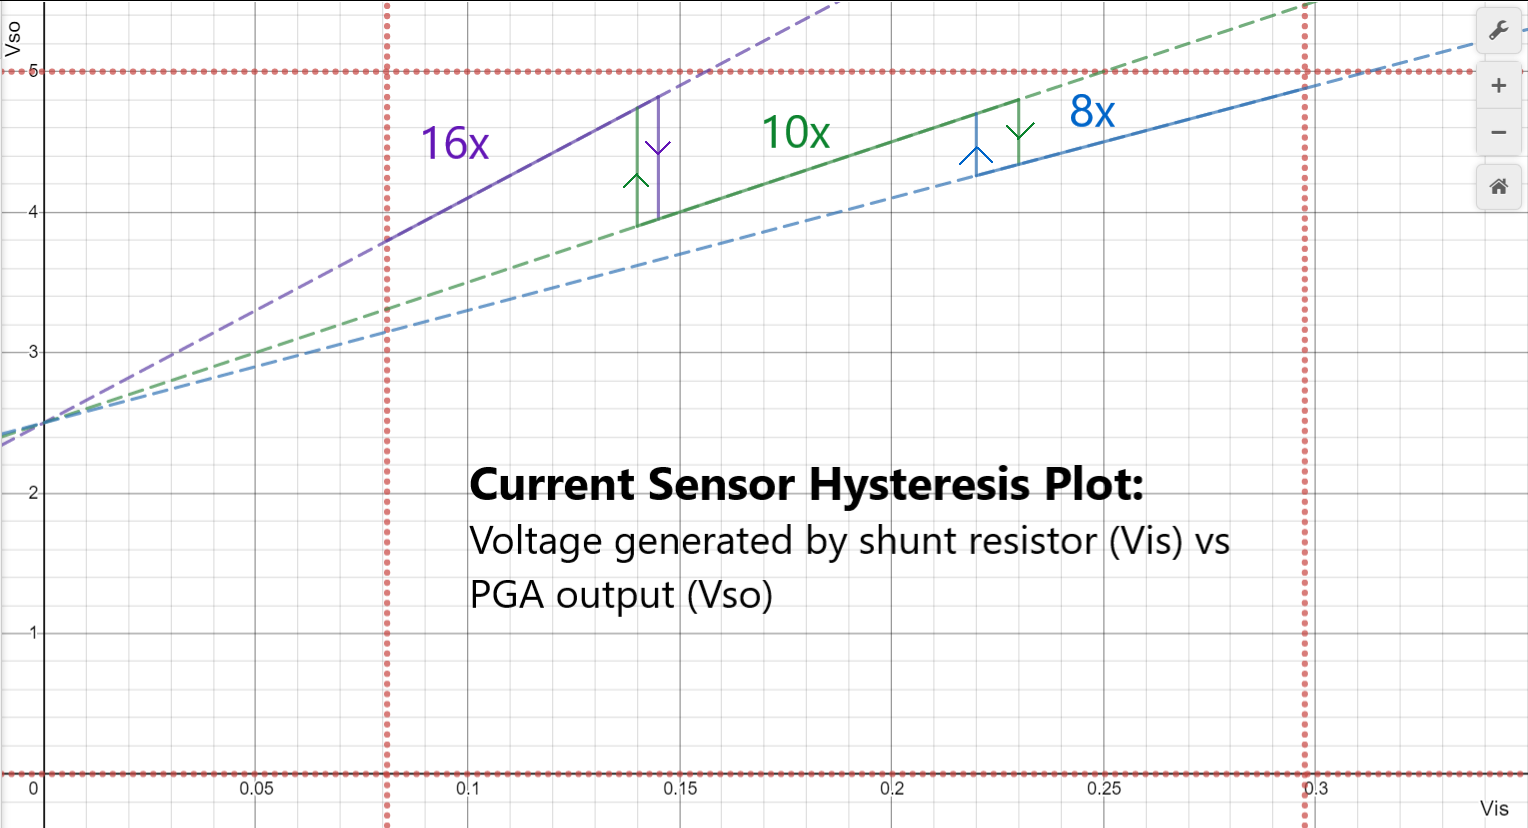 Vso
5
16x
10x
8x
4
3
2
Current Sensor Hysteresis Plot:
Voltage generated by shunt resistor (Vis) vs
PGA output (Vso)
1
0
0.05
0.1
0.15
0.2
0.25
0.3
Vis